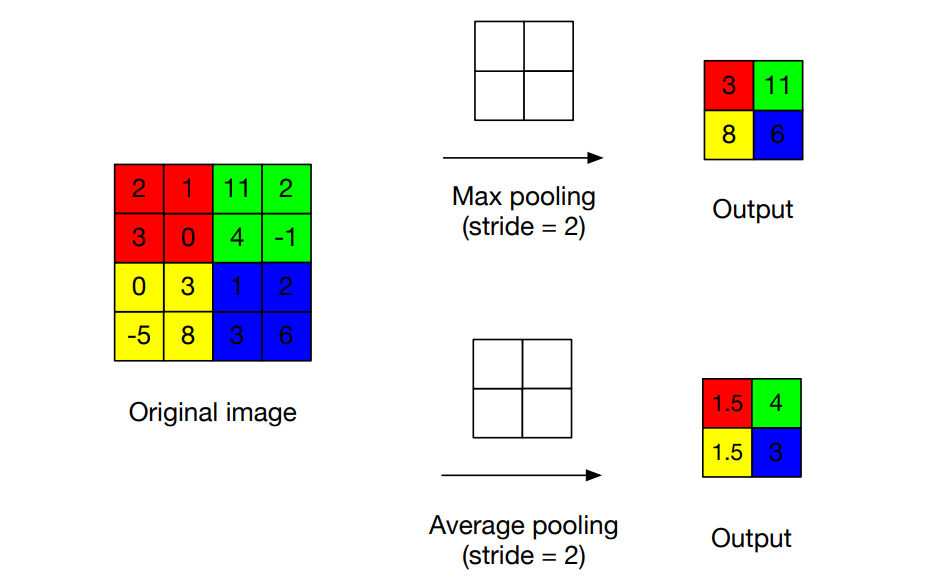 2 1 11 2
3 0 4 -1
0 3 1 2
-5 8 3 6
Original image
Max pooling
(stride = 2)
3 11
8 6
Output
Average pooling
(stride = 2)
1.5 4
1.5 3
Output